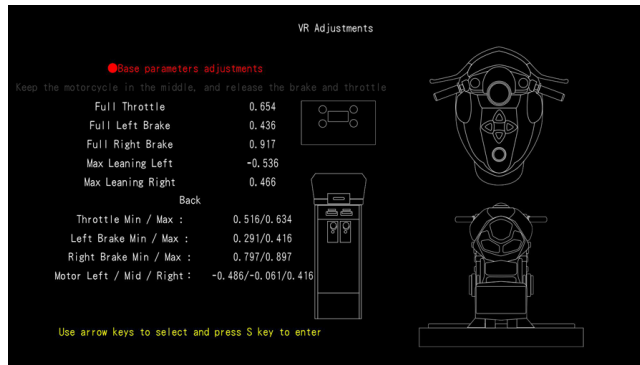 VR Adjustments
●Base parameters adjustments
Keep the motorcycle in the middle, and release the brake and throttle
Full Throttle 0.654
Full Left Brake 0.436
Full Right Brake 0.917
Max Leaning Left -0.536
Max Leaning Right 0.466
Back
Throttle Min / Max : 0.516/0.634
Left Brake Min / Max : 0.291/0.416
Right Brake Min / Max : 0.797/0.897
Motor Left / Mid / Right : -0.486/-0.061/0.416
Use arrow keys to select and press S key to enter